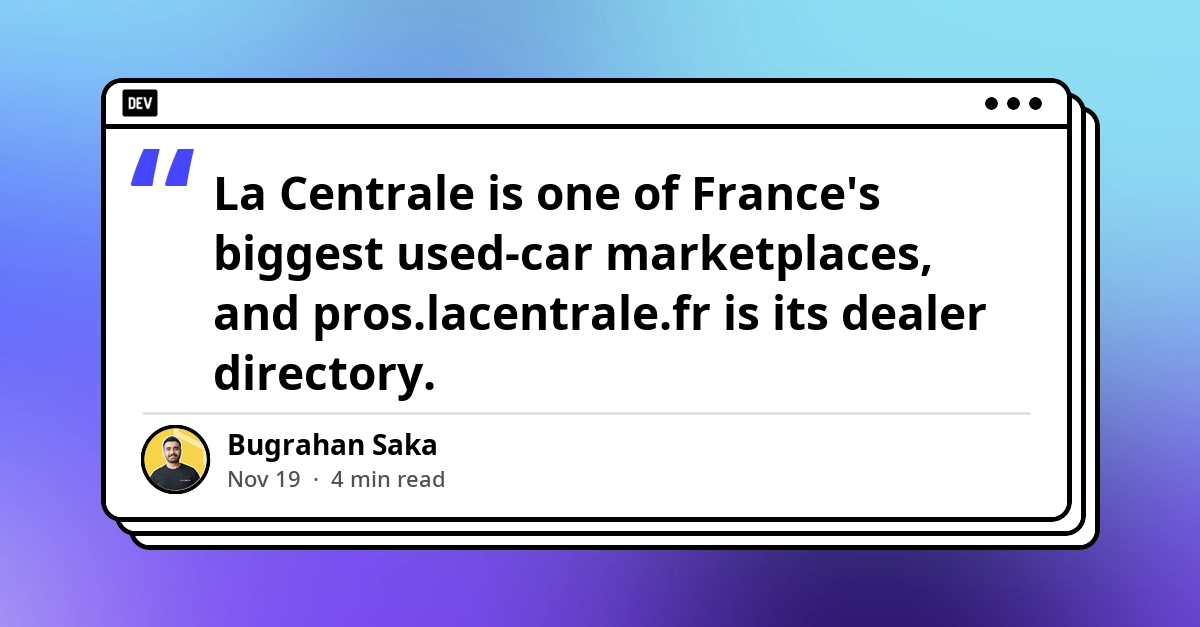 DEV
“ La Centrale is one of France's
biggest used-car marketplaces,
and pros.lacentrale.fr is its dealer
directory.
Bugrahan Saka
Nov 19 · 4 min read